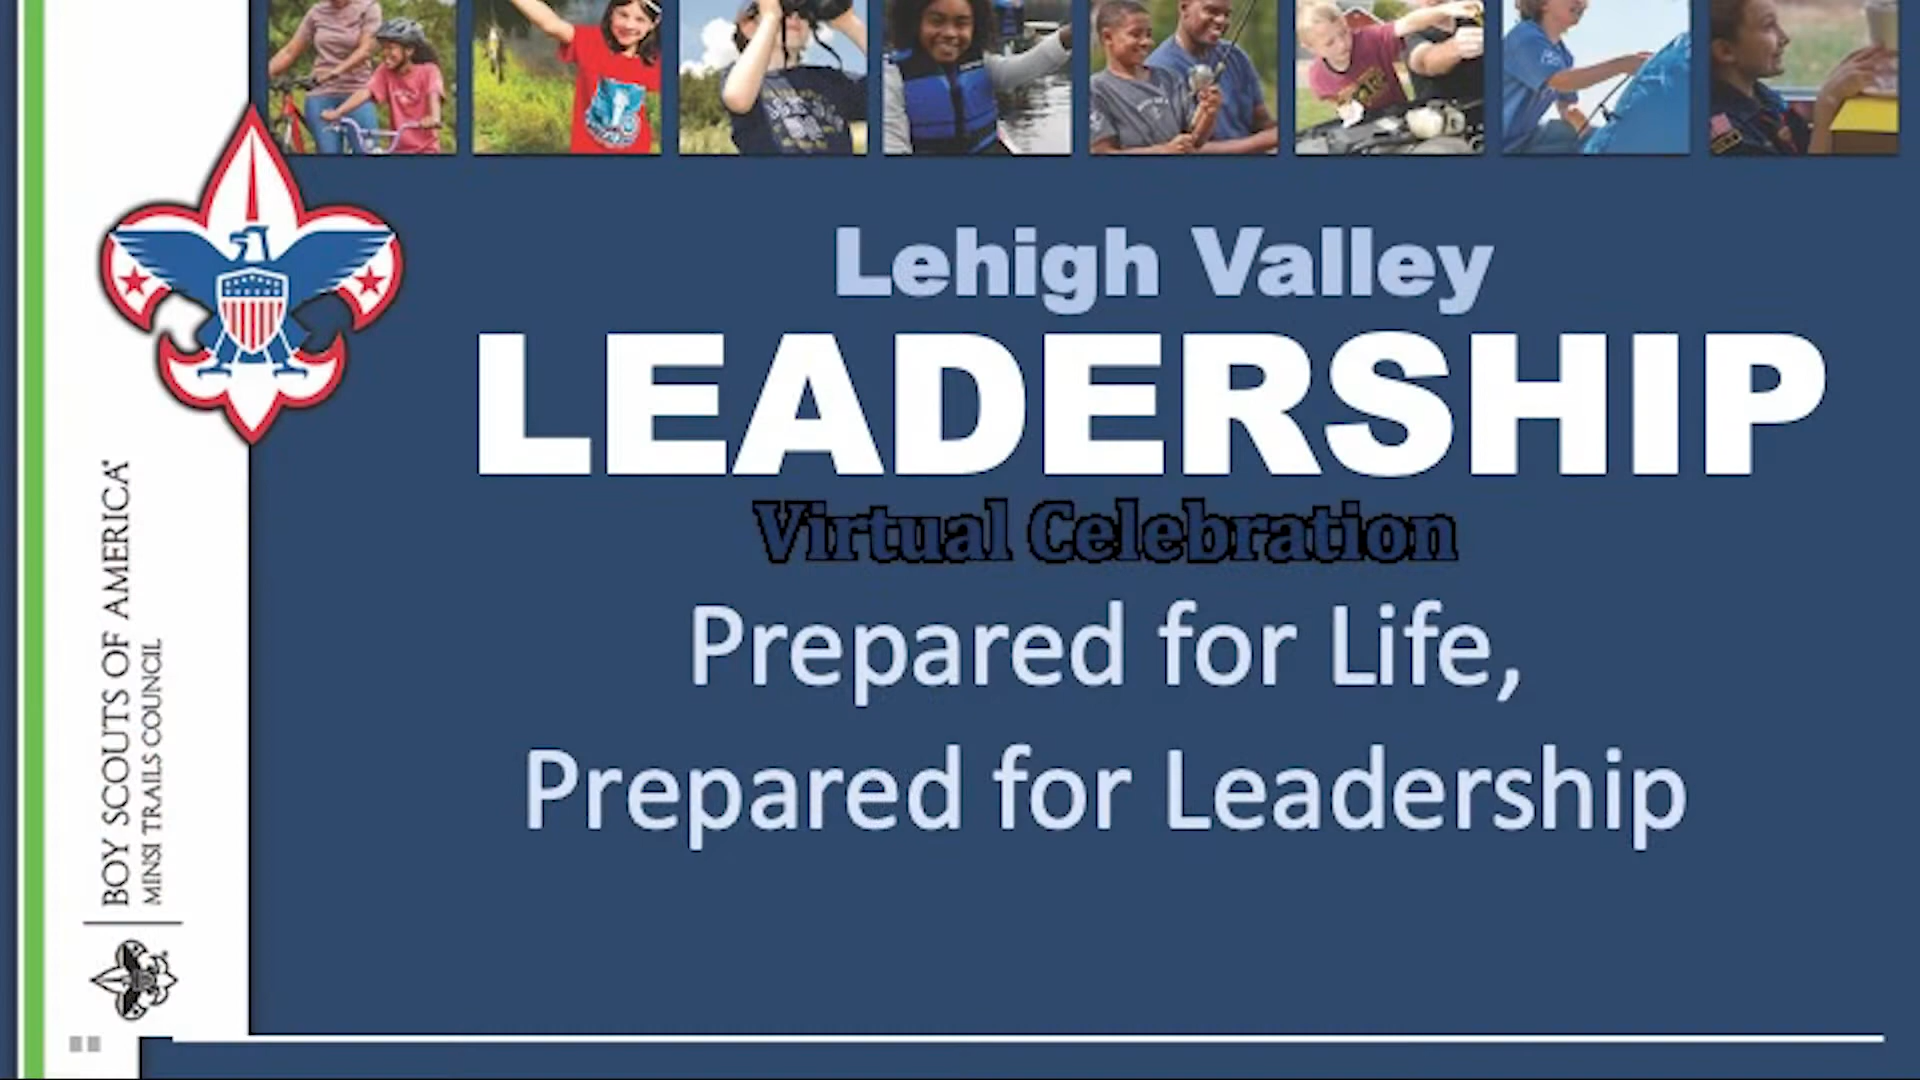 Lehigh Valley
LEADERSHIP
Virtual Celebration
Prepared for Life,
Prepared for Leadership
BOY SCOUTS OF AMERICA
MINSI TRAILS COUNCIL